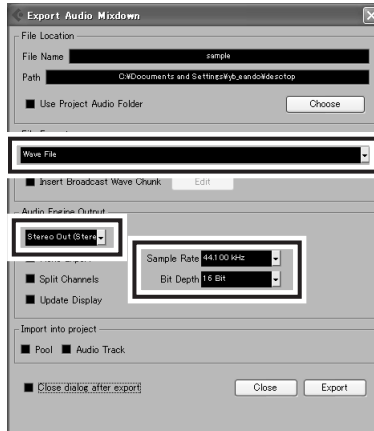 Export Audio Mixdown
File Location
File Name sample
Path C:¥Documents and Settings¥yb_eando¥desctop
Use Project Audio Folder Choose
Wave File
Insert Broadcast Wave Chunk Edit
Audio Engine Output
Stereo Out (Stere
Sample Rate 44.100 kHz
Split Channels Bit Depth 16 Bit
Update Display
Import into project
Pool Audio Track
Close dialog after export Close Export